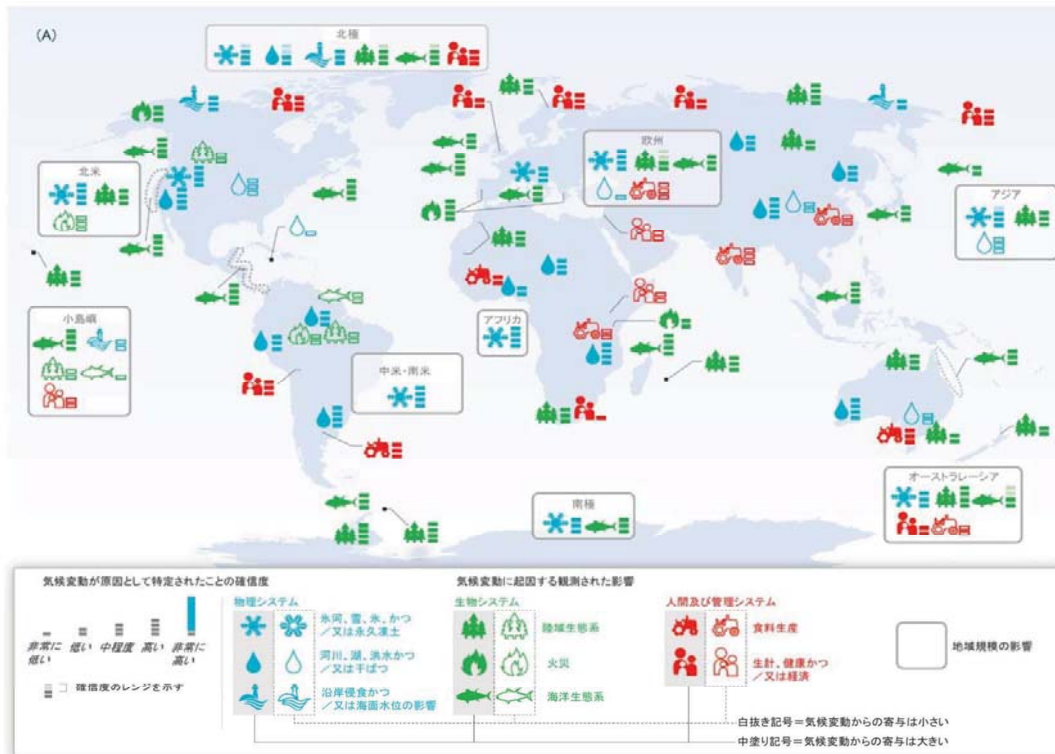 (A)
北極
北米
欧州
アジア
小島嶼
アフリカ
中米・南米
オーストラレーシア
南極
気候変動が原因として特定されたことの確信度
非常に低い
低い
中程度
高い
非常に高い
確信度のレンジを示す
気候変動に起因する観測された影響
物理システム
氷河、雪、氷、かつ
／又は永久凍土
河川、湖、洪水かつ
／又は干ばつ
沿岸侵食かつ
／又は海面水位の影響
生物システム
陸域生態系
火災
海洋生態系
人間及び管理システム
食料生産
生計、健康かつ
／又は経済
地域規模の影響
白抜き記号＝気候変動からの寄与は小さい
中塗り記号＝気候変動からの寄与は大きい